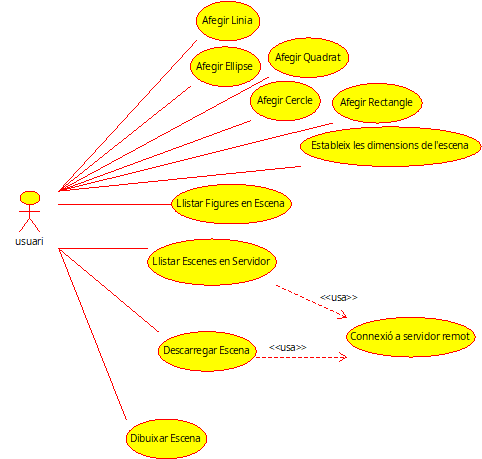 Afegir Linia
Afegir Quadrat
Afegir Ellipse
Afegir Cercle
Afegir Rectangle
Estableix les dimensions de l'escena
Llistar Figures en Escena
usuari
Llistar Escenes en Servidor
<<usa>>
Connexió a servidor remot
<<usa>>
Descarregar Escena
Dibuixar Escena